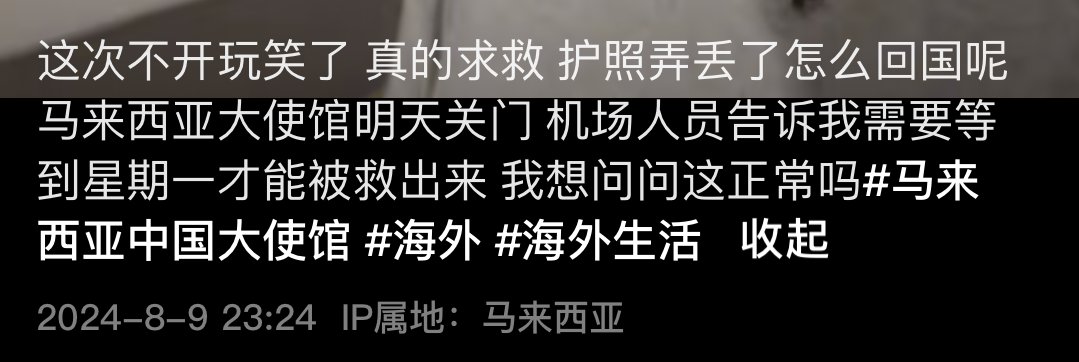 这次不开玩笑了 真的求救 护照弄丢了怎么回国呢
马来西亚大使馆明天关门 机场人员告诉我需要等
到星期一才能被救出来 我想问问这正常吗#马来
西亚中国大使馆 #海外 #海外生活 收起
2024-8-9 23:24 IP属地：马来西亚